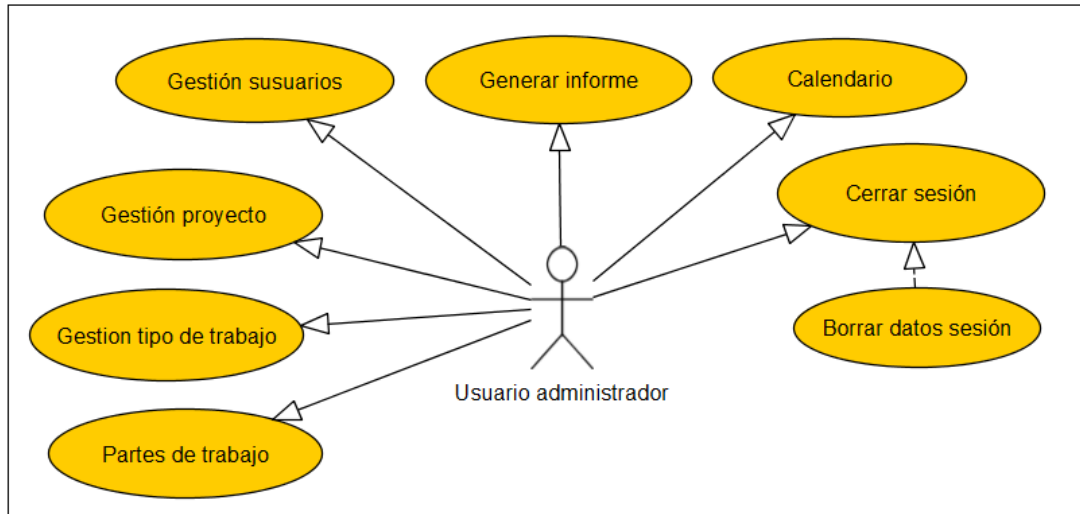 Gestión susuarios
Generar informe
Calendario
Gestión proyecto
Cerrar sesión
Gestion tipo de trabajo
Borrar datos sesión
Usuario administrador
Partes de trabajo